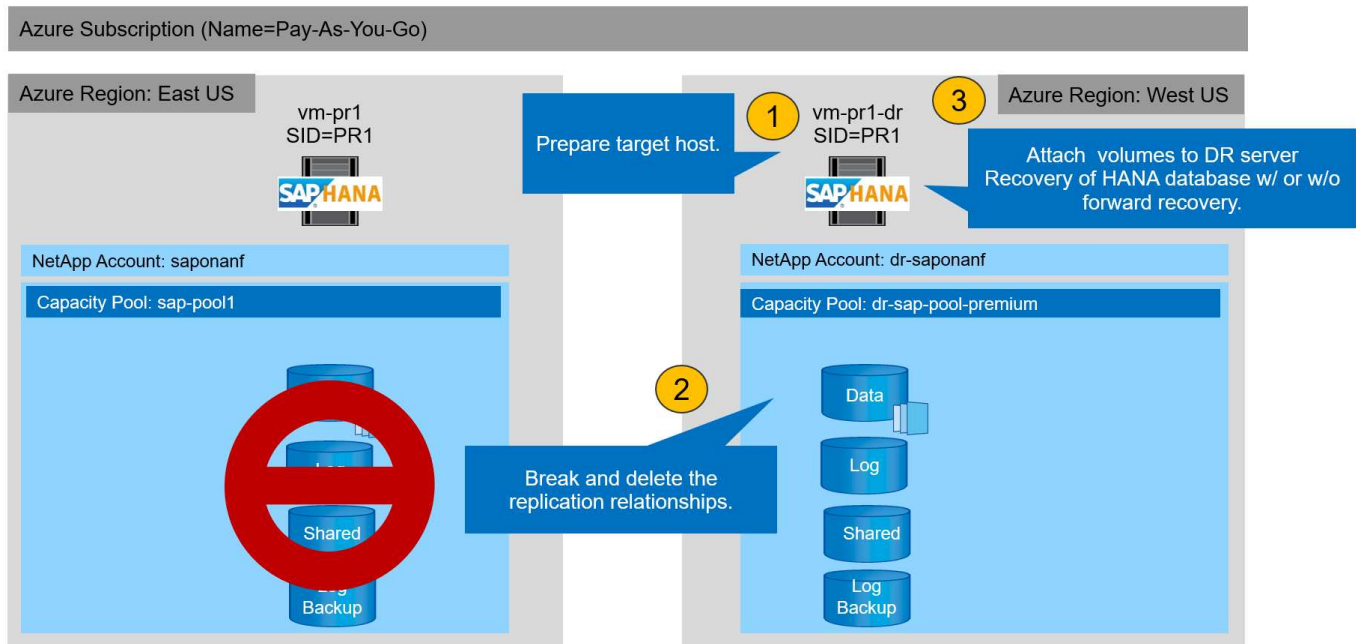 Azure Subscription (Name=Pay-As-You-Go)
Azure Region: East US
vm-pr1
SID=PR1
SAP HANA
NetApp Account: saponanf
Capacity Pool: sap-pool1
Shared
Log
Backup
1
Prepare target host.
2
Break and delete the
replication relationships.
vm-pr1-dr
SID=PR1
SAP HANA
3
Azure Region: West US
Attach volumes to DR server
Recovery of HANA database w/ or w/o
forward recovery.
NetApp Account: dr-saponanf
Capacity Pool: dr-sap-pool-premium
Data
Log
Shared
Log
Backup